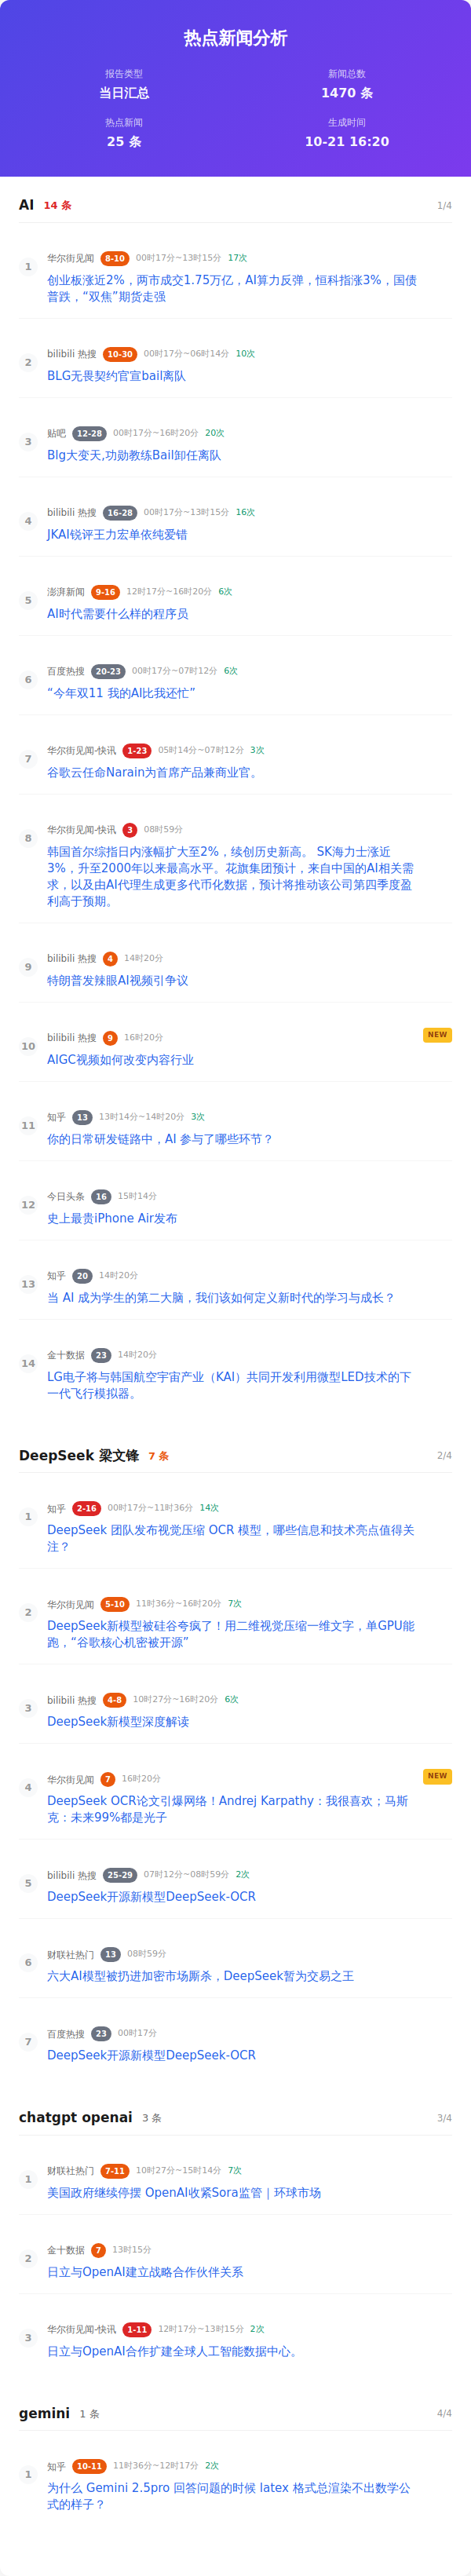 热点新闻分析
报告类型
新闻总数
当日汇总
1470 条
热点新闻
生成时间
25 条
10-21 16:20
AI 14 条 1/4
1
华尔街见闻 8-10 00时17分~13时15分 17次
创业板涨近2%，两市成交1.75万亿，AI算力反弹，恒科指涨3%，国债
普跌，“双焦”期货走强
2
bilibili 热搜 10-30 00时17分~06时14分 10次
BLG无畏契约官宣bail离队
3
贴吧 12-28 00时17分~16时20分 20次
Blg大变天,功勋教练Bail卸任离队
4
bilibili 热搜 16-28 00时17分~13时15分 16次
JKAI锐评王力宏单依纯爱错
5
澎湃新闻 9-16 12时17分~16时20分 6次
AI时代需要什么样的程序员
6
百度热搜 20-23 00时17分~07时12分 6次
“今年双11 我的AI比我还忙”
7
华尔街见闻-快讯 1-23 05时14分~07时12分 3次
谷歌云任命Narain为首席产品兼商业官。
8
华尔街见闻-快讯 3 08时59分
韩国首尔综指日内涨幅扩大至2%，续创历史新高。 SK海力士涨近
3%，升至2000年以来最高水平。花旗集团预计，来自中国的AI相关需
求，以及由AI代理生成更多代币化数据，预计将推动该公司第四季度盈
利高于预期。
9
bilibili 热搜 4 14时20分
特朗普发辣眼AI视频引争议
10
bilibili 热搜 9 16时20分 NEW
AIGC视频如何改变内容行业
11
知乎 13 13时14分~14时20分 3次
你的日常研发链路中，AI 参与了哪些环节？
12
今日头条 16 15时14分
史上最贵iPhone Air发布
13
知乎 20 14时20分
当 AI 成为学生的第二大脑，我们该如何定义新时代的学习与成长？
14
金十数据 23 14时20分
LG电子将与韩国航空宇宙产业（KAI）共同开发利用微型LED技术的下
一代飞行模拟器。
DeepSeek 梁文锋 7 条 2/4
1
知乎 2-16 00时17分~11时36分 14次
DeepSeek 团队发布视觉压缩 OCR 模型，哪些信息和技术亮点值得关
注？
2
华尔街见闻 5-10 11时36分~16时20分 7次
DeepSeek新模型被硅谷夸疯了！用二维视觉压缩一维文字，单GPU能
跑，“谷歌核心机密被开源”
3
bilibili 热搜 4-8 10时27分~16时20分 6次
DeepSeek新模型深度解读
4
华尔街见闻 7 16时20分 NEW
DeepSeek OCR论文引爆网络！Andrej Karpathy：我很喜欢；马斯
克：未来99%都是光子
5
bilibili 热搜 25-29 07时12分~08时59分 2次
DeepSeek开源新模型DeepSeek-OCR
6
财联社热门 13 08时59分
六大AI模型被扔进加密市场厮杀，DeepSeek暂为交易之王
7
百度热搜 23 00时17分
DeepSeek开源新模型DeepSeek-OCR
chatgpt openai 3 条 3/4
1
财联社热门 7-11 10时27分~15时14分 7次
美国政府继续停摆 OpenAI收紧Sora监管｜环球市场
2
金十数据 7 13时15分
日立与OpenAI建立战略合作伙伴关系
3
华尔街见闻-快讯 1-11 12时17分~13时15分 2次
日立与OpenAI合作扩建全球人工智能数据中心。
gemini 1 条 4/4
1
知乎 10-11 11时36分~12时17分 2次
为什么 Gemini 2.5pro 回答问题的时候 latex 格式总渲染不出数学公
式的样子？